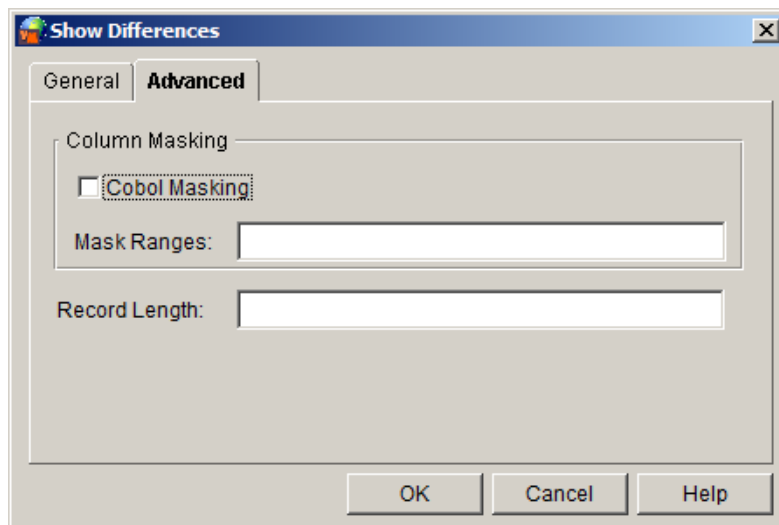 Show Differences
General Advanced
Column Masking
Cobol Masking
Mask Ranges:
Record Length:
OK Cancel Help